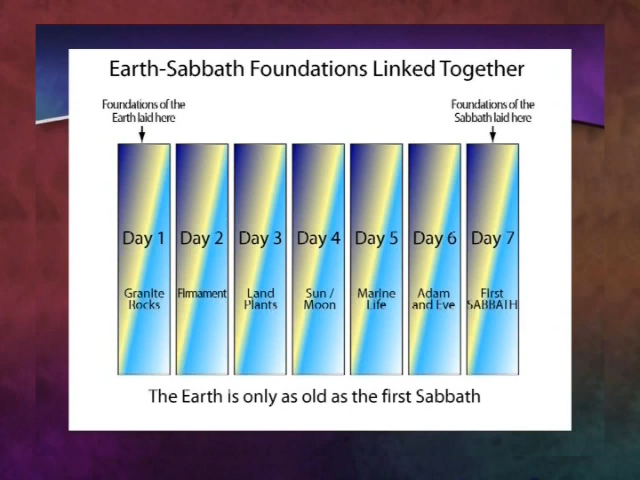 Earth-Sabbath Foundations Linked Together
Foundations of the
Earth laid here
Foundations of the
Sabbath laid here
Day 1
Day 2
Day 3
Day 4
Day 5
Day 6
Day 7
Granite
Rocks
Firmament
Land
Plants
Sun /
Moon
Marine
Life
Adam
and Eve
First
SABBATH
The Earth is only as old as the first Sabbath